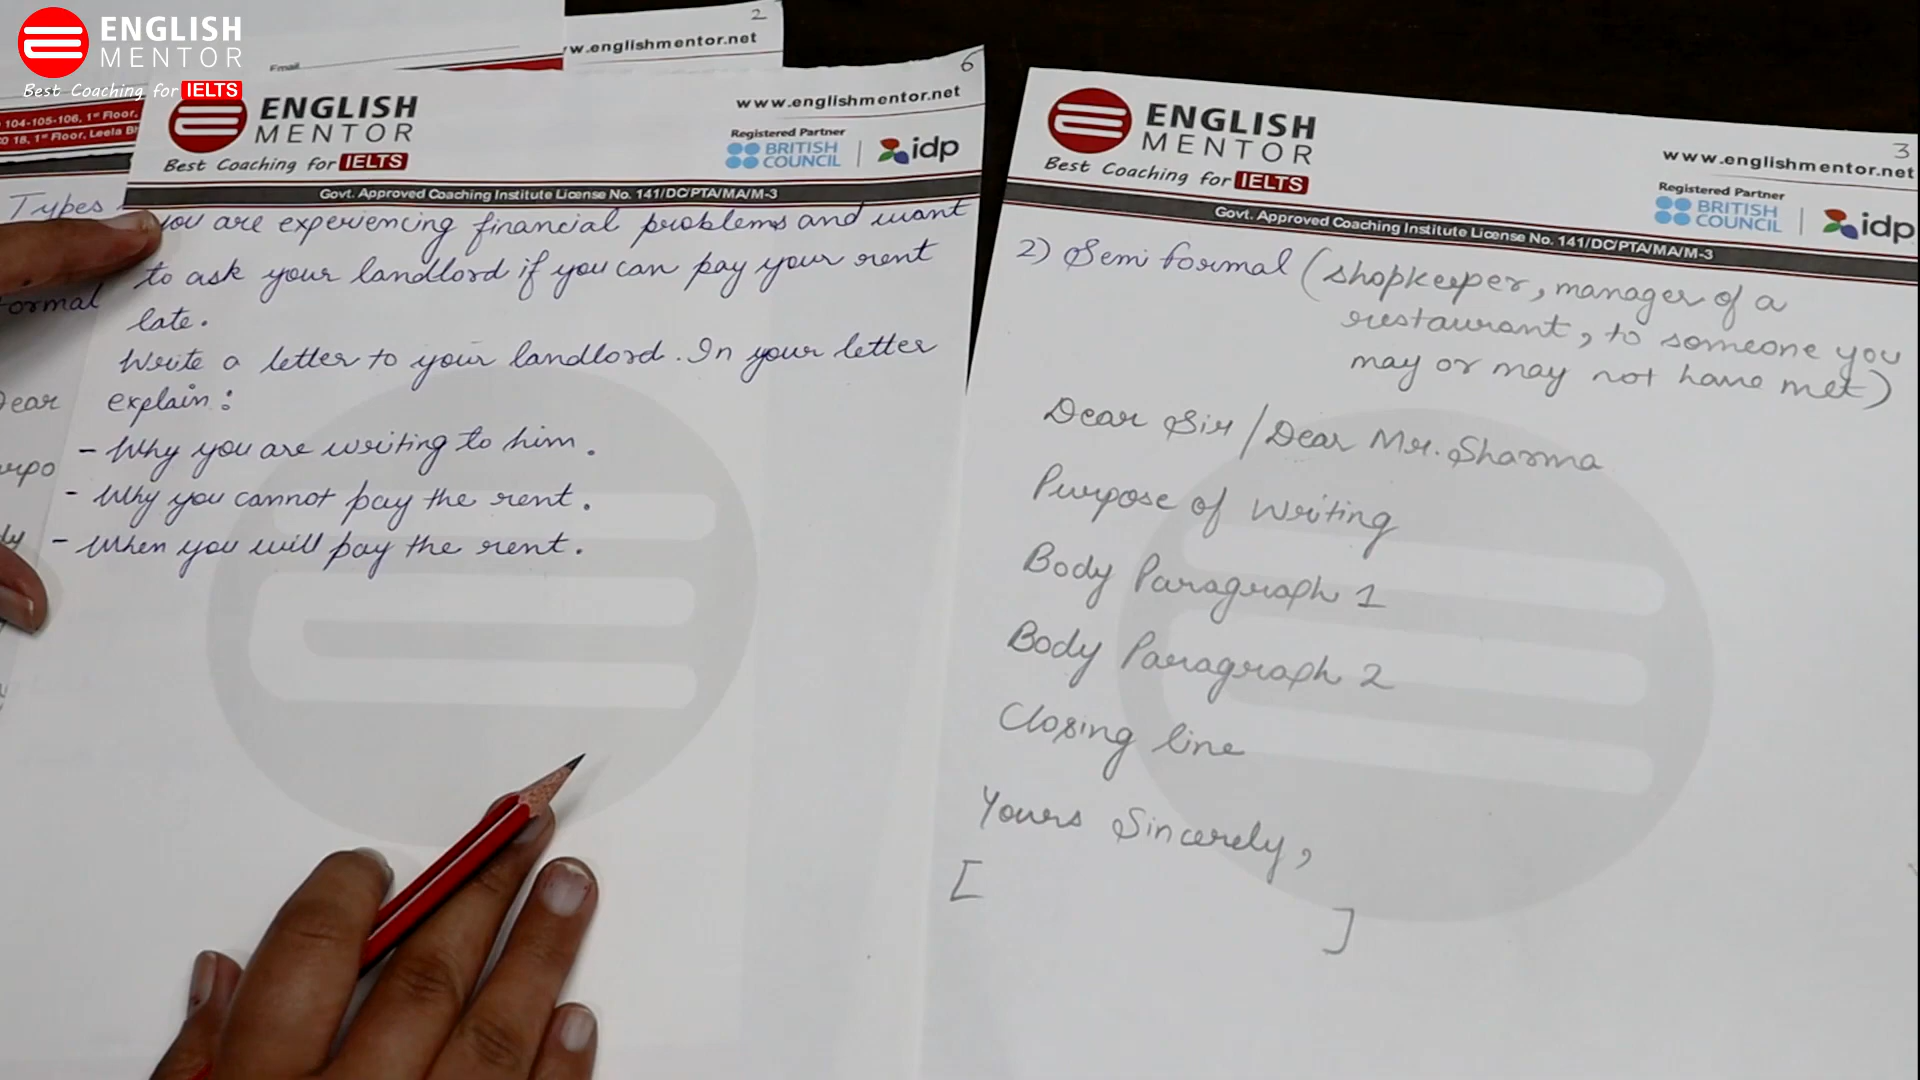 ENGLISH
MENTOR
Best Coaching for IELTS
Email
104-105-106, 1st Floor,
18, 1st Floor, Leela
2
w.englishmentor.net
Types
ormal
Dear
6
ENGLISH
MENTOR
Best Coaching for IELTS
www.englishmentor.net
Registered Partner
BRITISH
COUNCIL
idp
Govt. Approved Coaching Institute License No. 141/DC/PTA/MA/M-3
you are experiencing financial problems and want
to ask your landlord if you can pay your rent
late.
Write a letter to your landlord. In your letter
explain:
- Why you are writing to him.
- Why you cannot pay the rent.
- When you will pay the rent.
3
ENGLISH
MENTOR
Best Coaching for IELTS
www.englishmentor.net
Registered Partner
BRITISH
COUNCIL
idp
Govt. Approved Coaching Institute License No. 141/DC/PTA/MA/M-3
2) Semi formal (shopkeeper, manager of a
restaurant, to someone you
may or may not have met)
Dear Sir/Dear Mr. Sharma
Purpose of writing
Body Paragraph 1
Body Paragraph 2
Closing line
Yours Sincerely,
[ ]